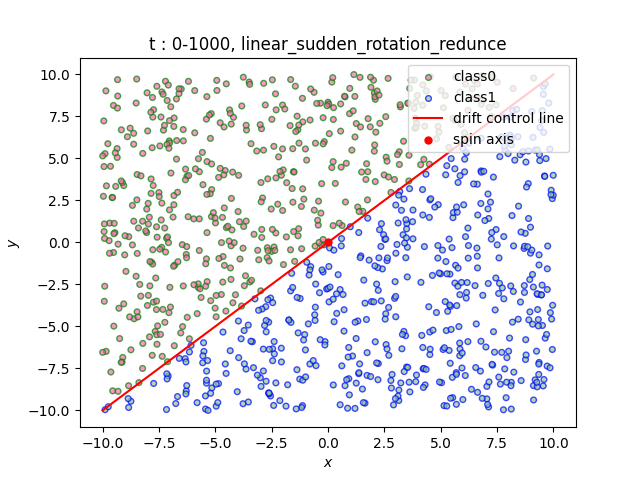 t : 0-1000, linear_sudden_rotation_redunce
class0
class1
drift control line
spin axis
10.0
7.5
5.0
2.5
0.0
−2.5
−5.0
−7.5
−10.0
y
−10.0 −7.5 −5.0 −2.5 0.0 2.5 5.0 7.5 10.0
x